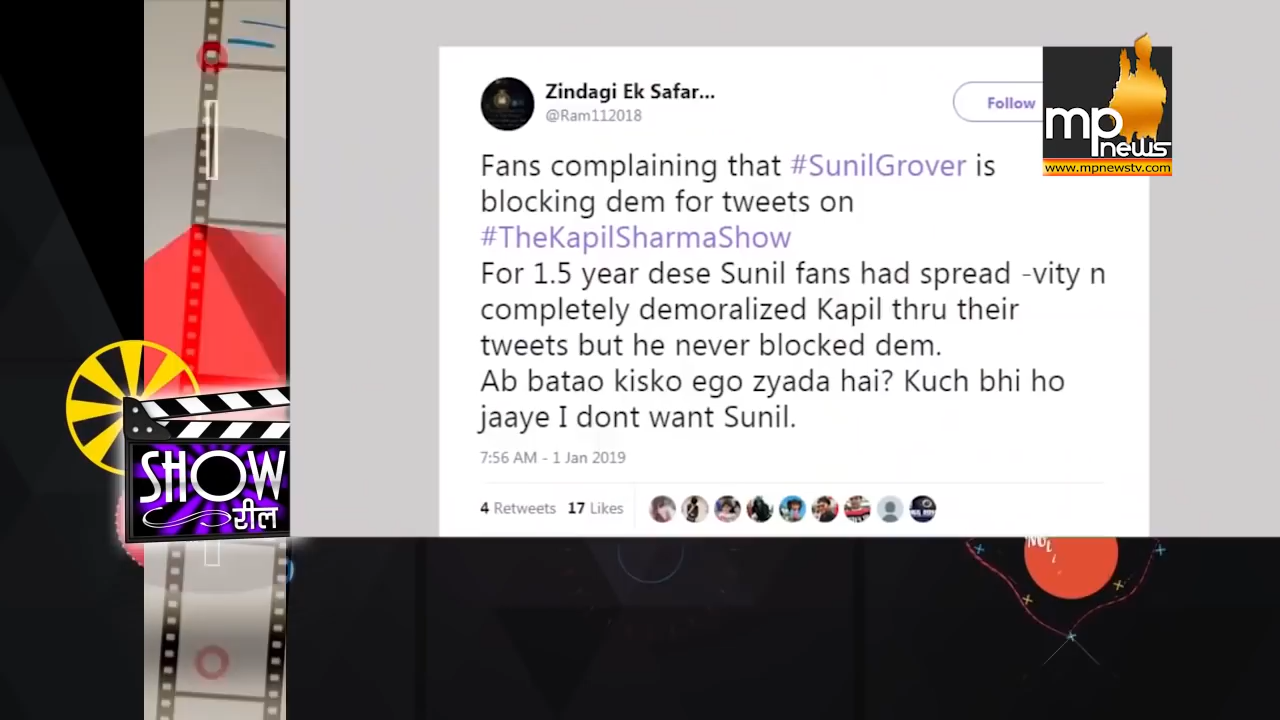 Zindagi Ek Safar...
@Ram112018
Follow
mp
news
www.mpnewstv.com
Fans complaining that #SunilGrover is
blocking dem for tweets on
#TheKapilSharmaShow
For 1.5 year dese Sunil fans had spread -vity n
completely demoralized Kapil thru their
tweets but he never blocked dem.
Ab batao kisko ego zyada hai? Kuch bhi ho
jaaye I dont want Sunil.
7:56 AM - 1 Jan 2019
4 Retweets 17 Likes
SHOW
रील